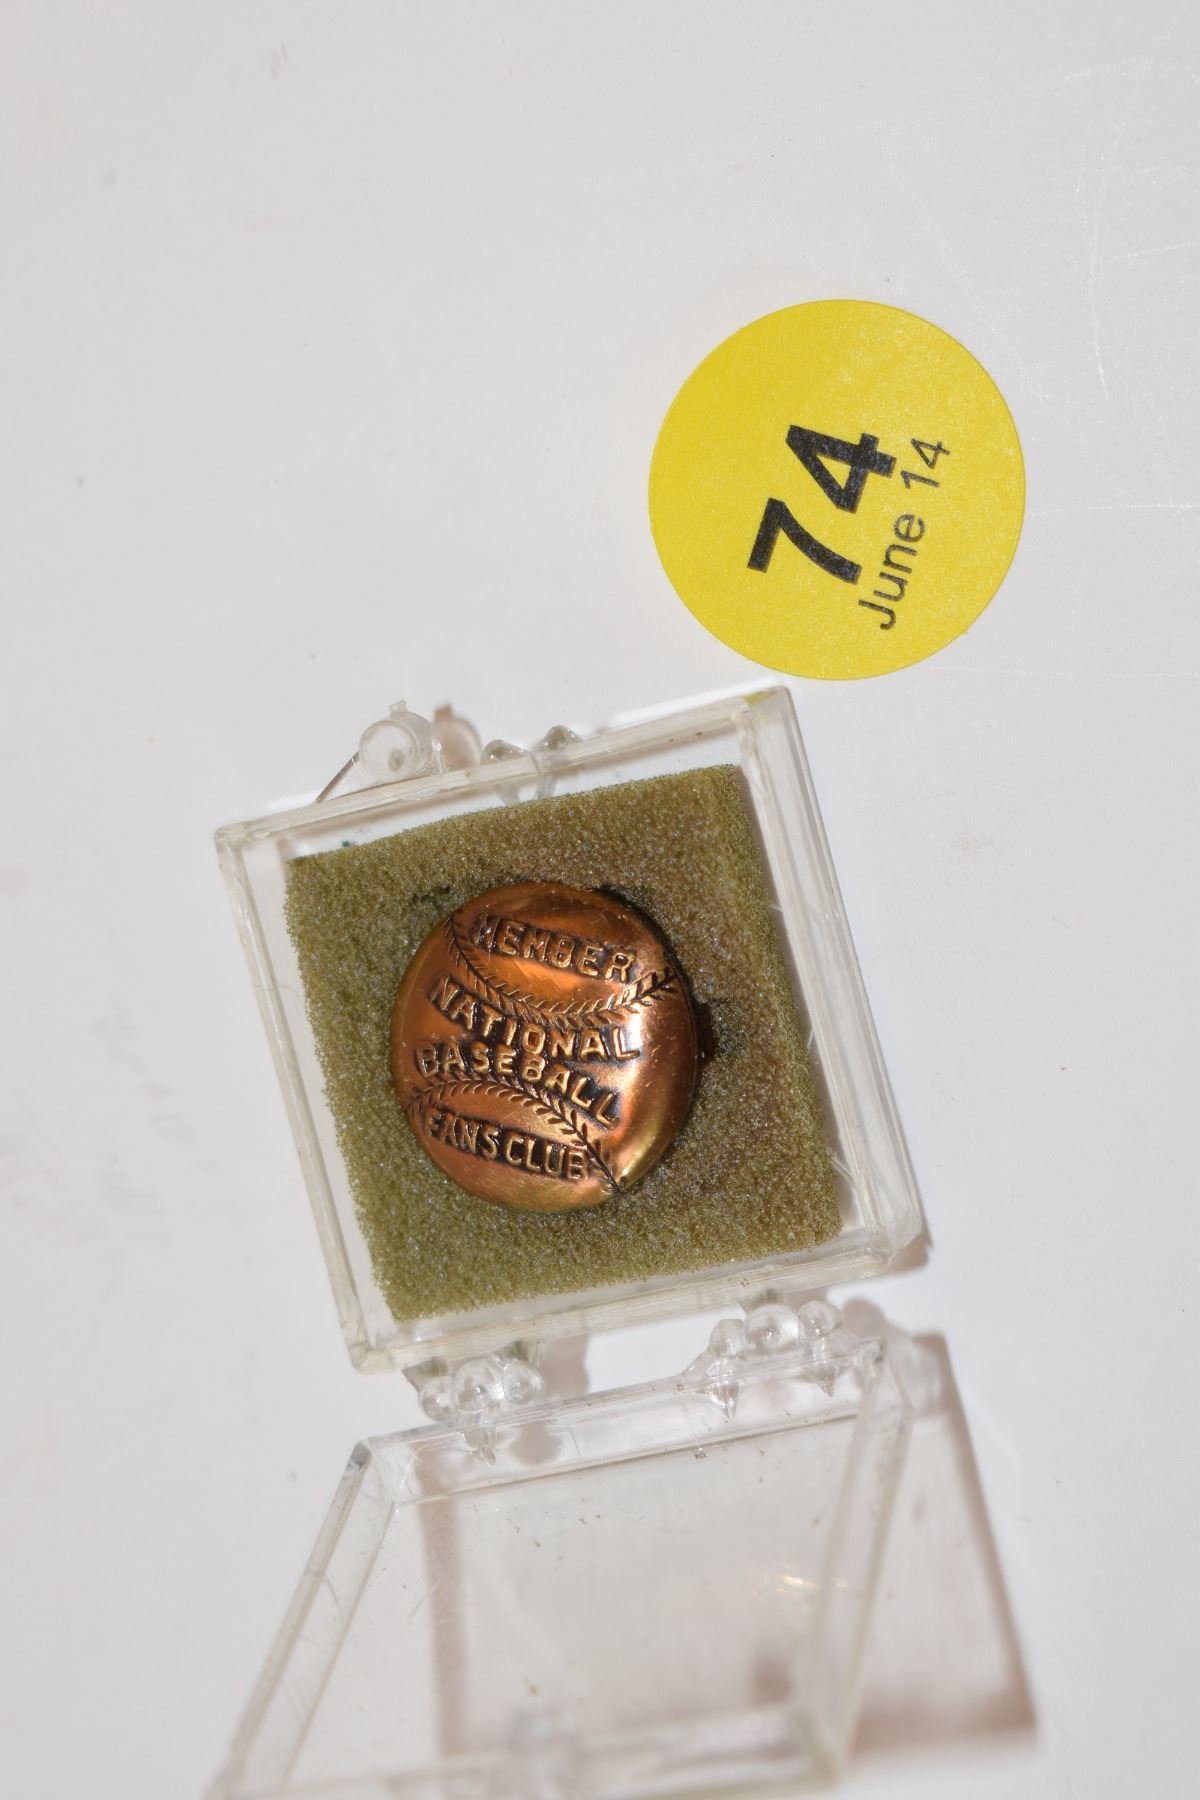 74
June 14
MEMBER
NATIONAL
BASEBALL
FANS CLUB